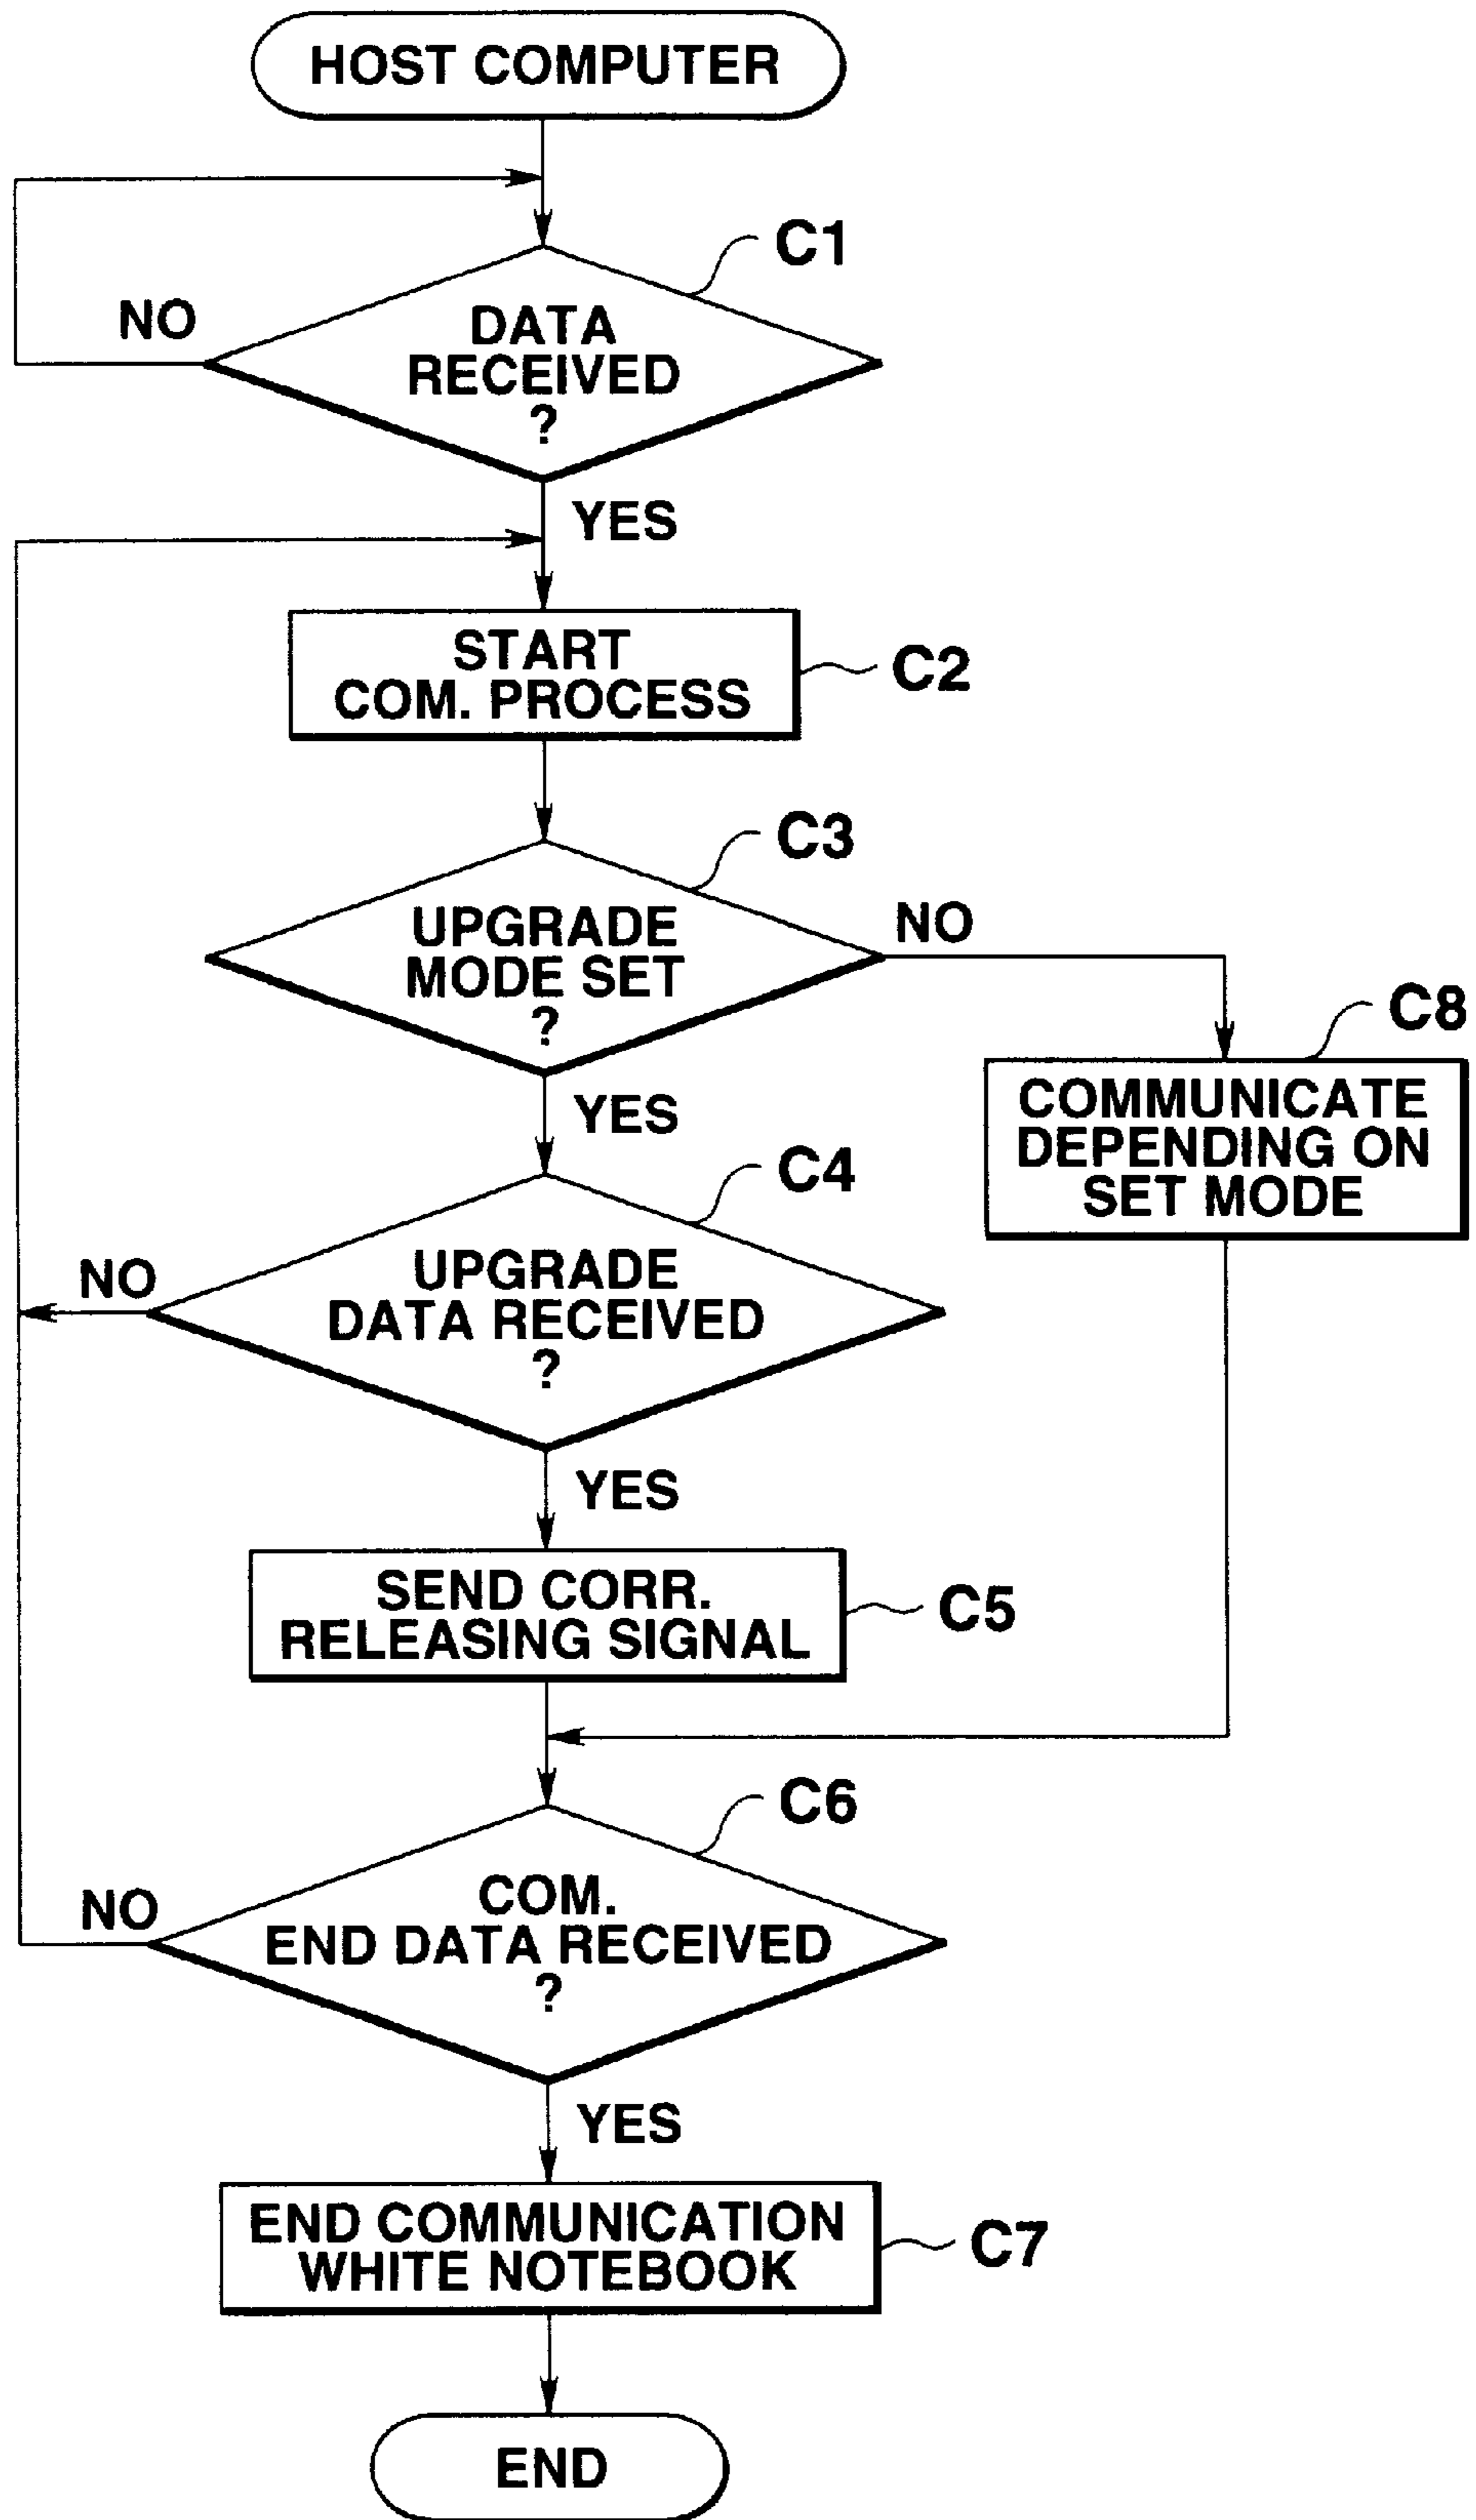 HOST COMPUTER
C1
NO
DATA
RECEIVED
?
YES
START
COM. PROCESS
C2
C3
UPGRADE
MODE SET
?
NO
C8
COMMUNICATE
DEPENDING ON
SET MODE
YES
C4
NO
UPGRADE
DATA RECEIVED
?
YES
SEND CORR.
RELEASING SIGNAL
C5
C6
NO
COM.
END DATA RECEIVED
?
YES
END COMMUNICATION
WHITE NOTEBOOK
C7
END